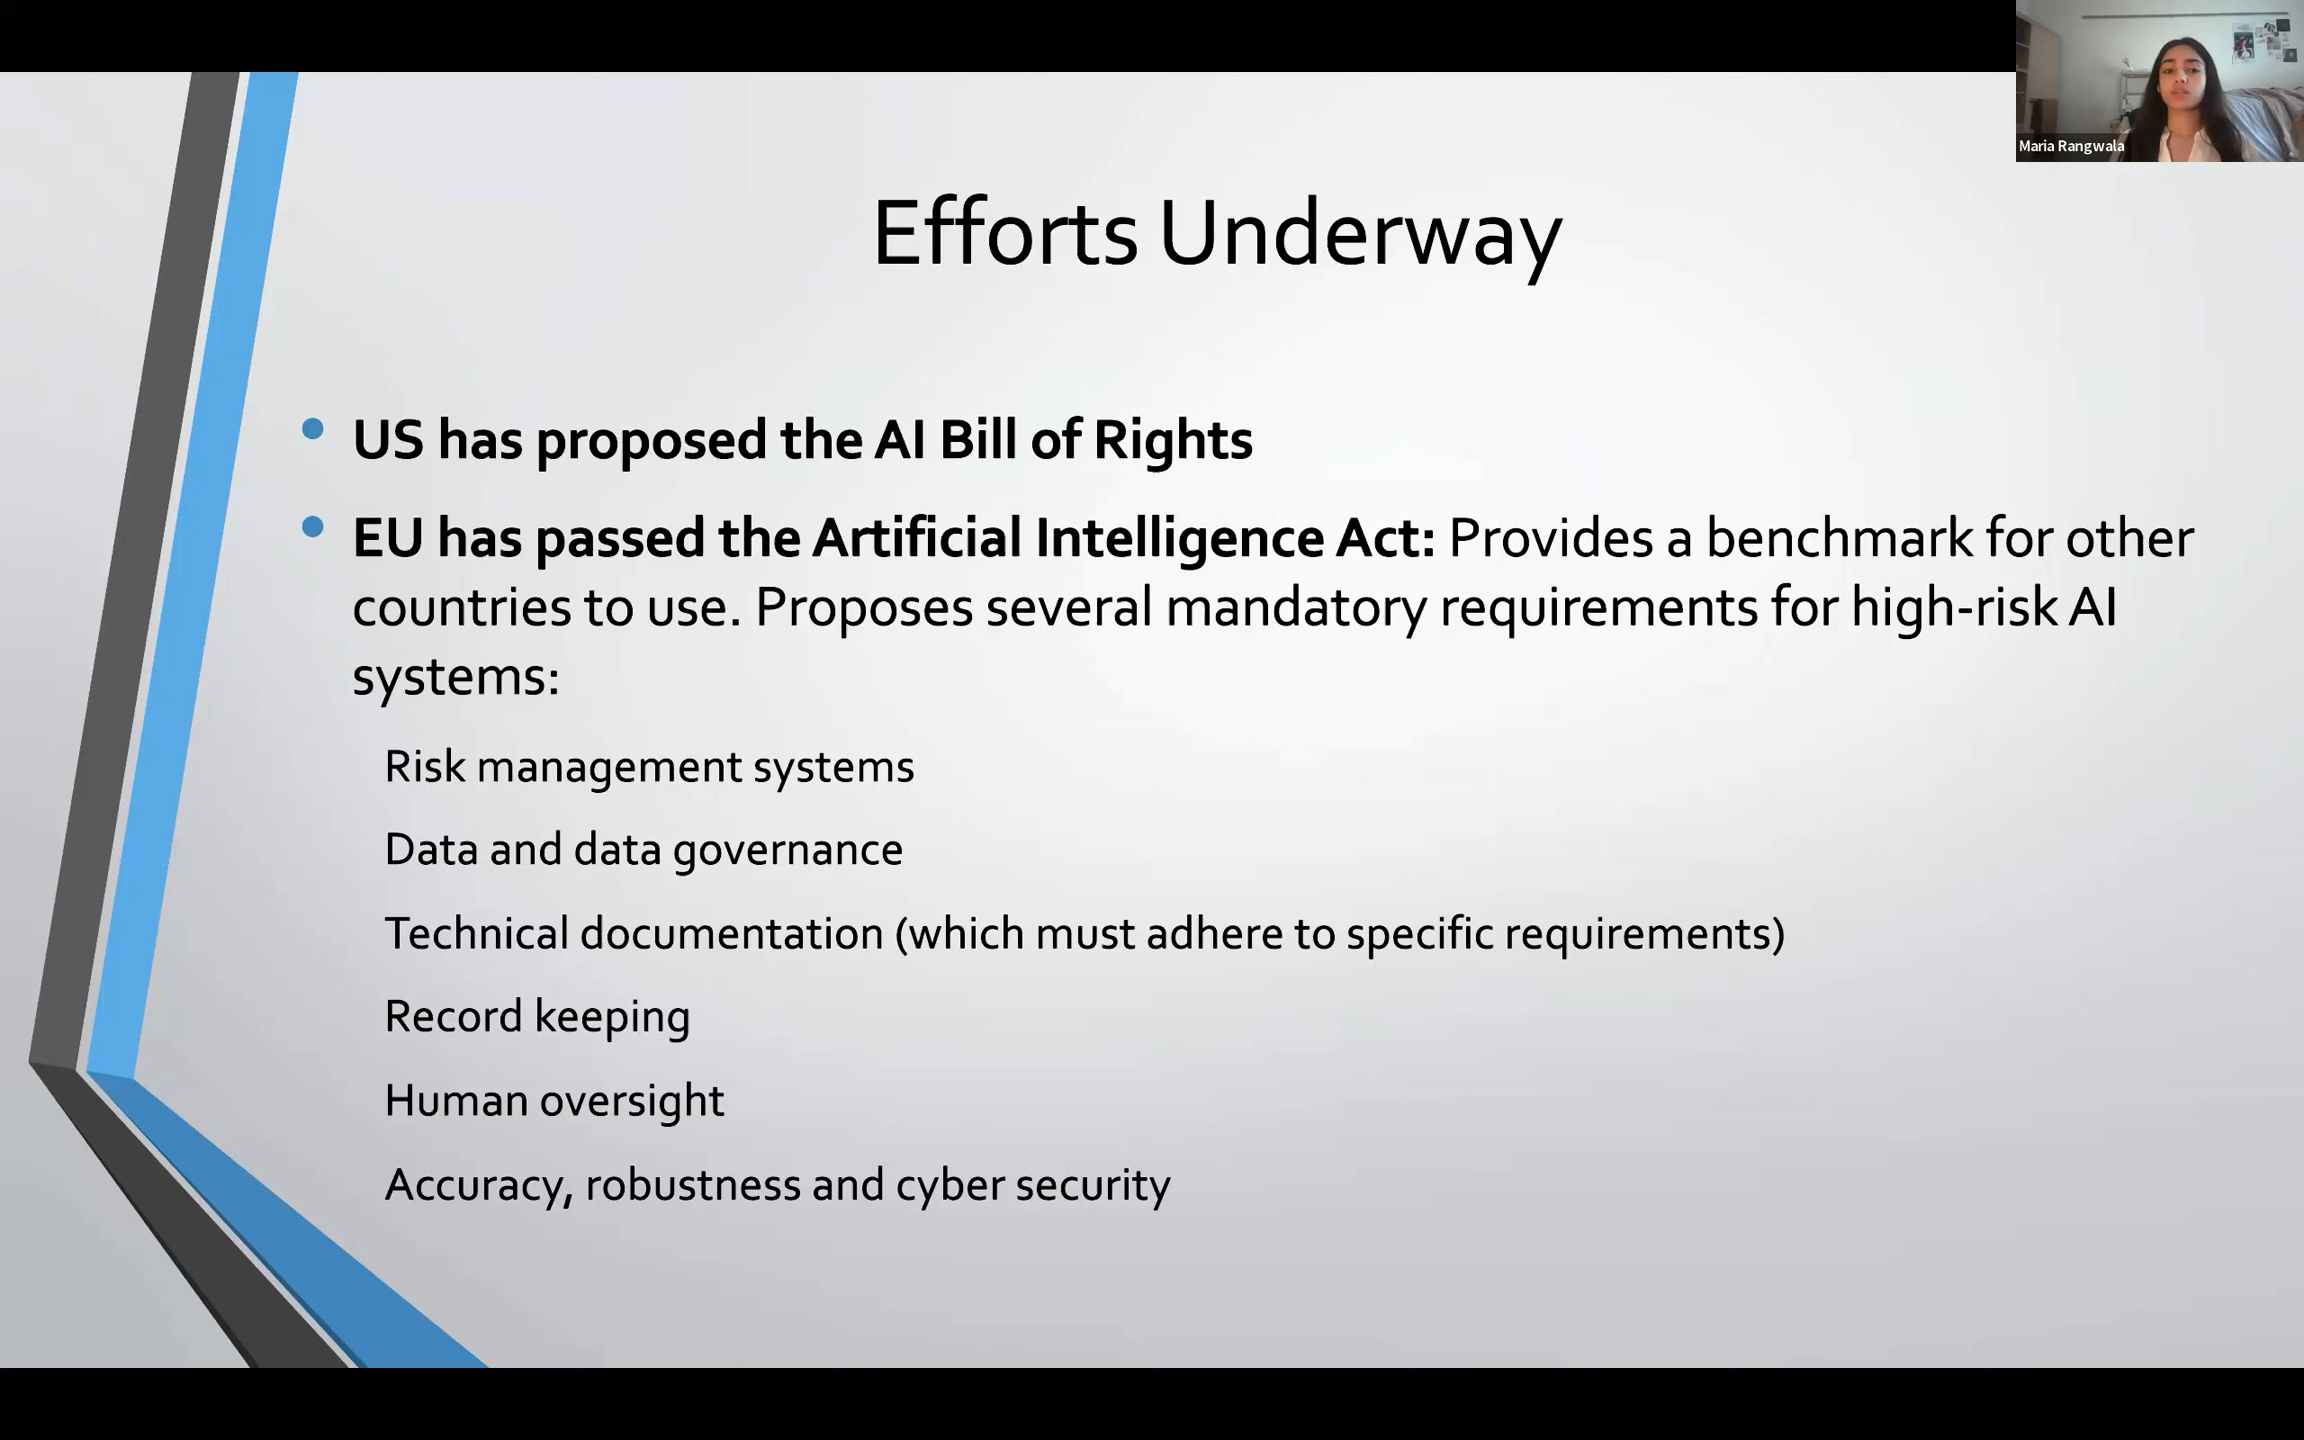 Maria Rangwala
Efforts Underway
US has proposed the AI Bill of Rights
EU has passed the Artificial Intelligence Act: Provides a benchmark for other
countries to use. Proposes several mandatory requirements for high-risk AI
systems:
Risk management systems
Data and data governance
Technical documentation (which must adhere to specific requirements)
Record keeping
Human oversight
Accuracy, robustness and cyber security